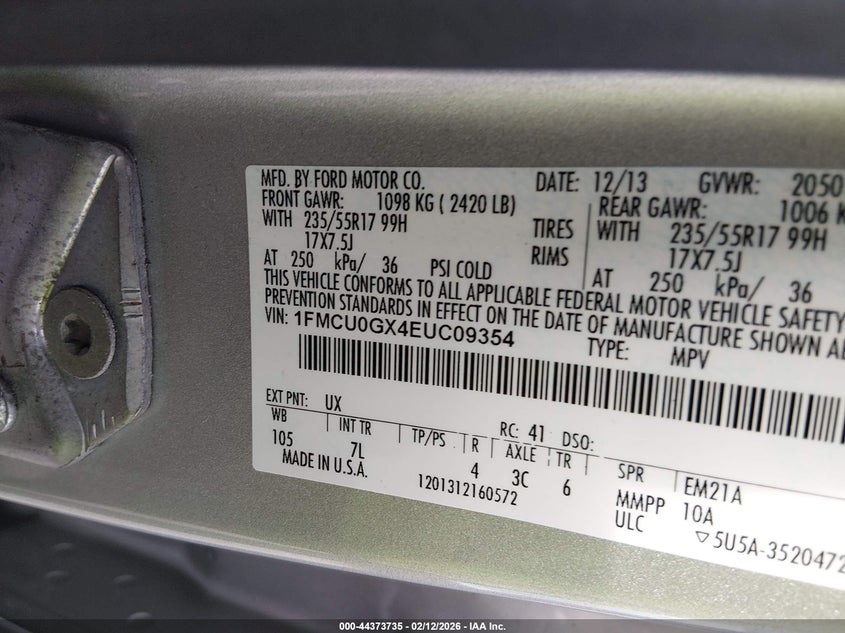 MFD. BY FORD MOTOR CO. DATE: 12/13 GVWR: 2050
FRONT GAWR: 1098 KG ( 2420 LB) REAR GAWR: 1006 K
WITH 235/55R17 99H TIRES WITH 235/55R17 99H
17X7.5J RIMS 17X7.5J
AT 250 kPa/ 36 PSI COLD AT 250 kPa/ 36
THIS VEHICLE CONFORMS TO ALL APPLICABLE FEDERAL MOTOR VEHICLE SAFETY
PREVENTION STANDARDS IN EFFECT ON THE DATE OF MANUFACTURE SHOWN
VIN: 1FMCU0GX4EUC09354 TYPE: MPV
EXT PNT: UX RC: 41 DSO:
WB INT TR TP/PS R AXLE TR SPR EM21A
105 7L 4 3C 6 MMPP 10A
MADE IN U.S.A. 1201312160572 ULC ▽5U5A-3520472
000-44373735 - 02/12/2026 - IAA Inc.